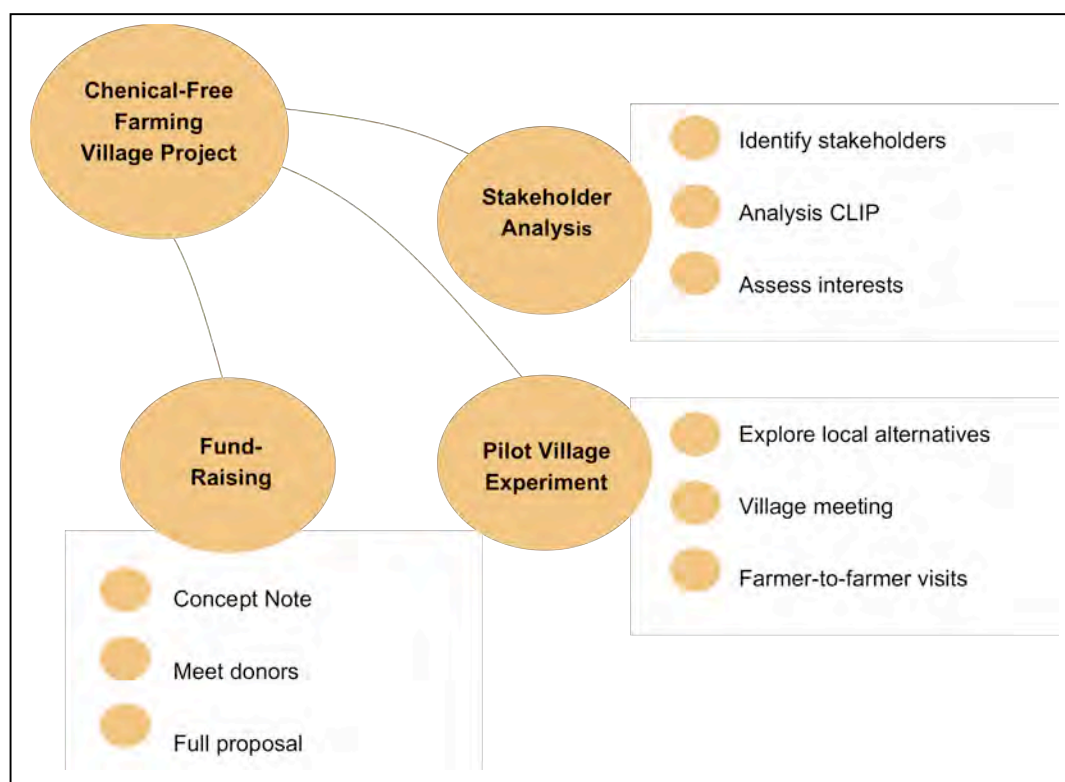 Chenical-Free
Farming
Village Project
Stakeholder
Analysis
Identify stakeholders
Analysis CLIP
Assess interests
Fund-
Raising
Concept Note
Meet donors
Full proposal
Pilot Village
Experiment
Explore local alternatives
Village meeting
Farmer-to-farmer visits